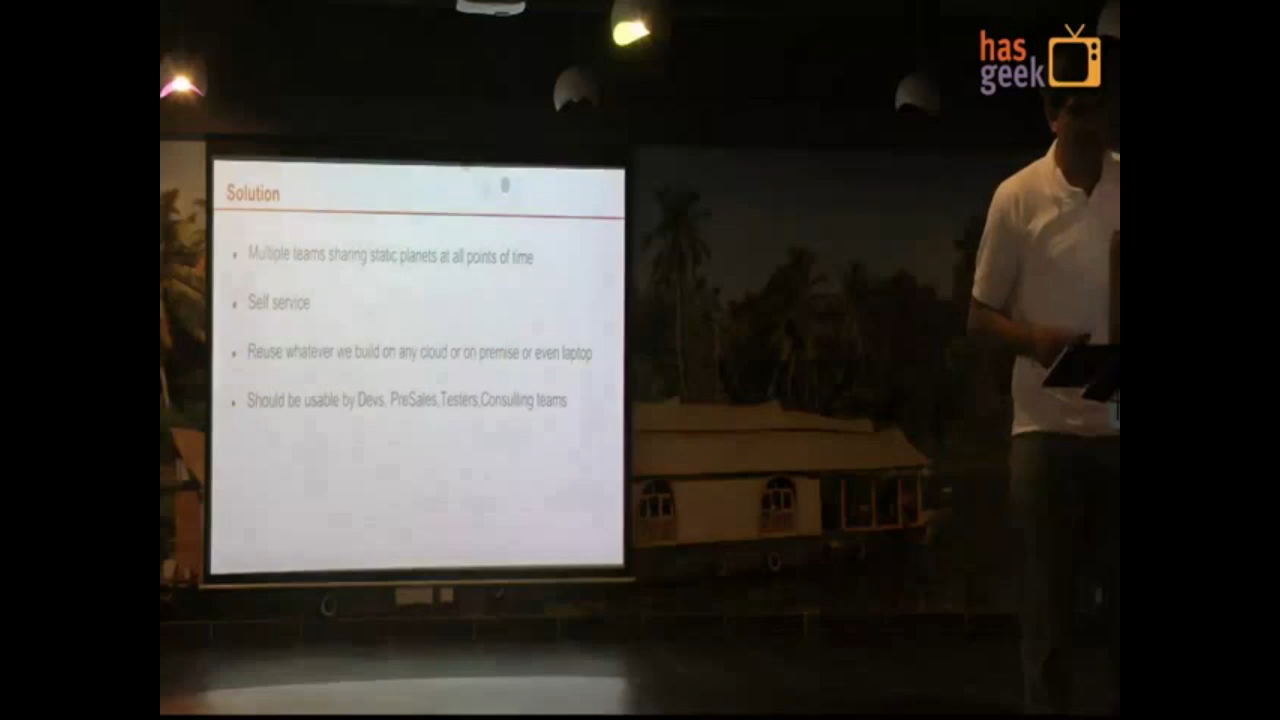 has
geek
Solution
Multiple teams sharing static planets at all points of time
Self service
Reuse whatever we build on any cloud or on premise or even laptop
Should be usable by Devs, PreSales,Testers,Consulting teams